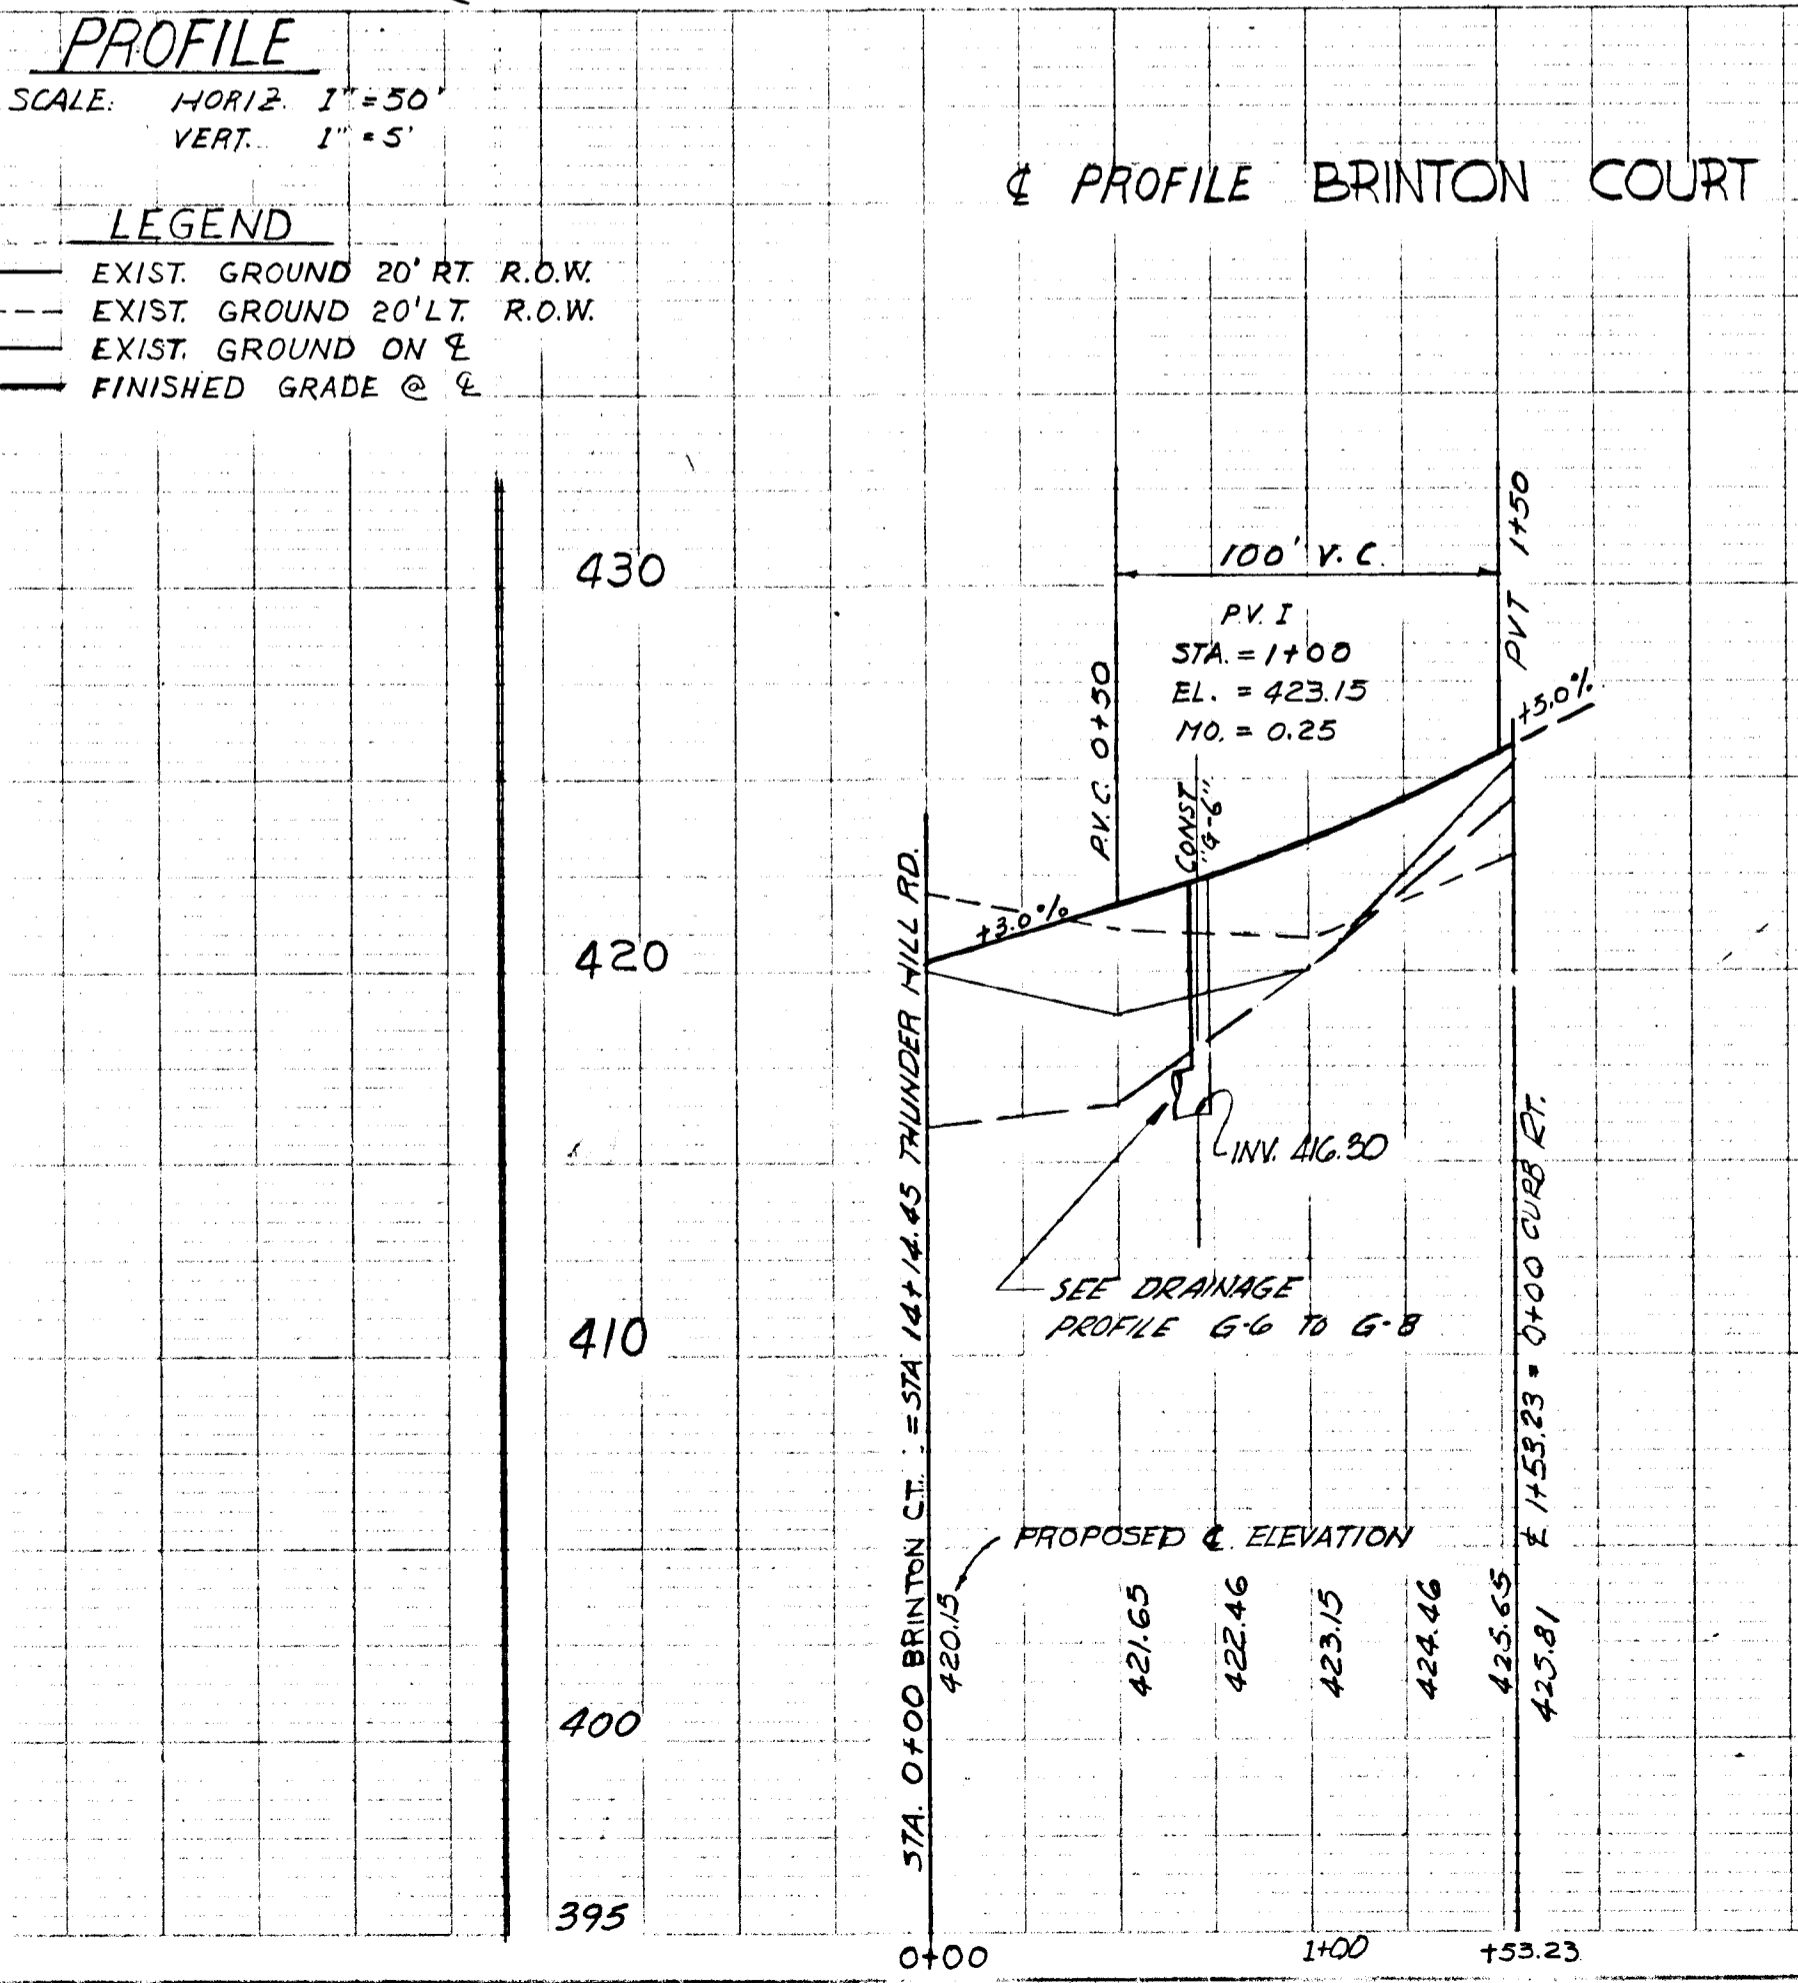 PROFILE
SCALE: HORIZ. 1" = 50'
VERT. 1" = 5'
LEGEND
EXIST. GROUND 20' RT. R.O.W.
EXIST. GROUND 20' LT. R.O.W.
EXIST. GROUND ON ℄
FINISHED GRADE @ ℄
℄ PROFILE BRINTON COURT
430
420
410
400
395
100' V.C.
P.V.I
STA. = 1+00
EL. = 423.15
MO. = 0.25
P.V.C. 0+50
PVT 1+50
+3.0%
+5.0%
CONST
"G-6"
INV. 416.30
SEE DRAINAGE
PROFILE G-6 TO G-8
STA. 0+00 BRINTON CT. = STA. 14+14.45 THUNDER HILL RD.
℄ 1+53.23 = 0+00 CURB RT.
PROPOSED ℄ ELEVATION
420.15
421.65
422.46
423.15
424.46
425.65
425.81
0+00
1+00
+53.23